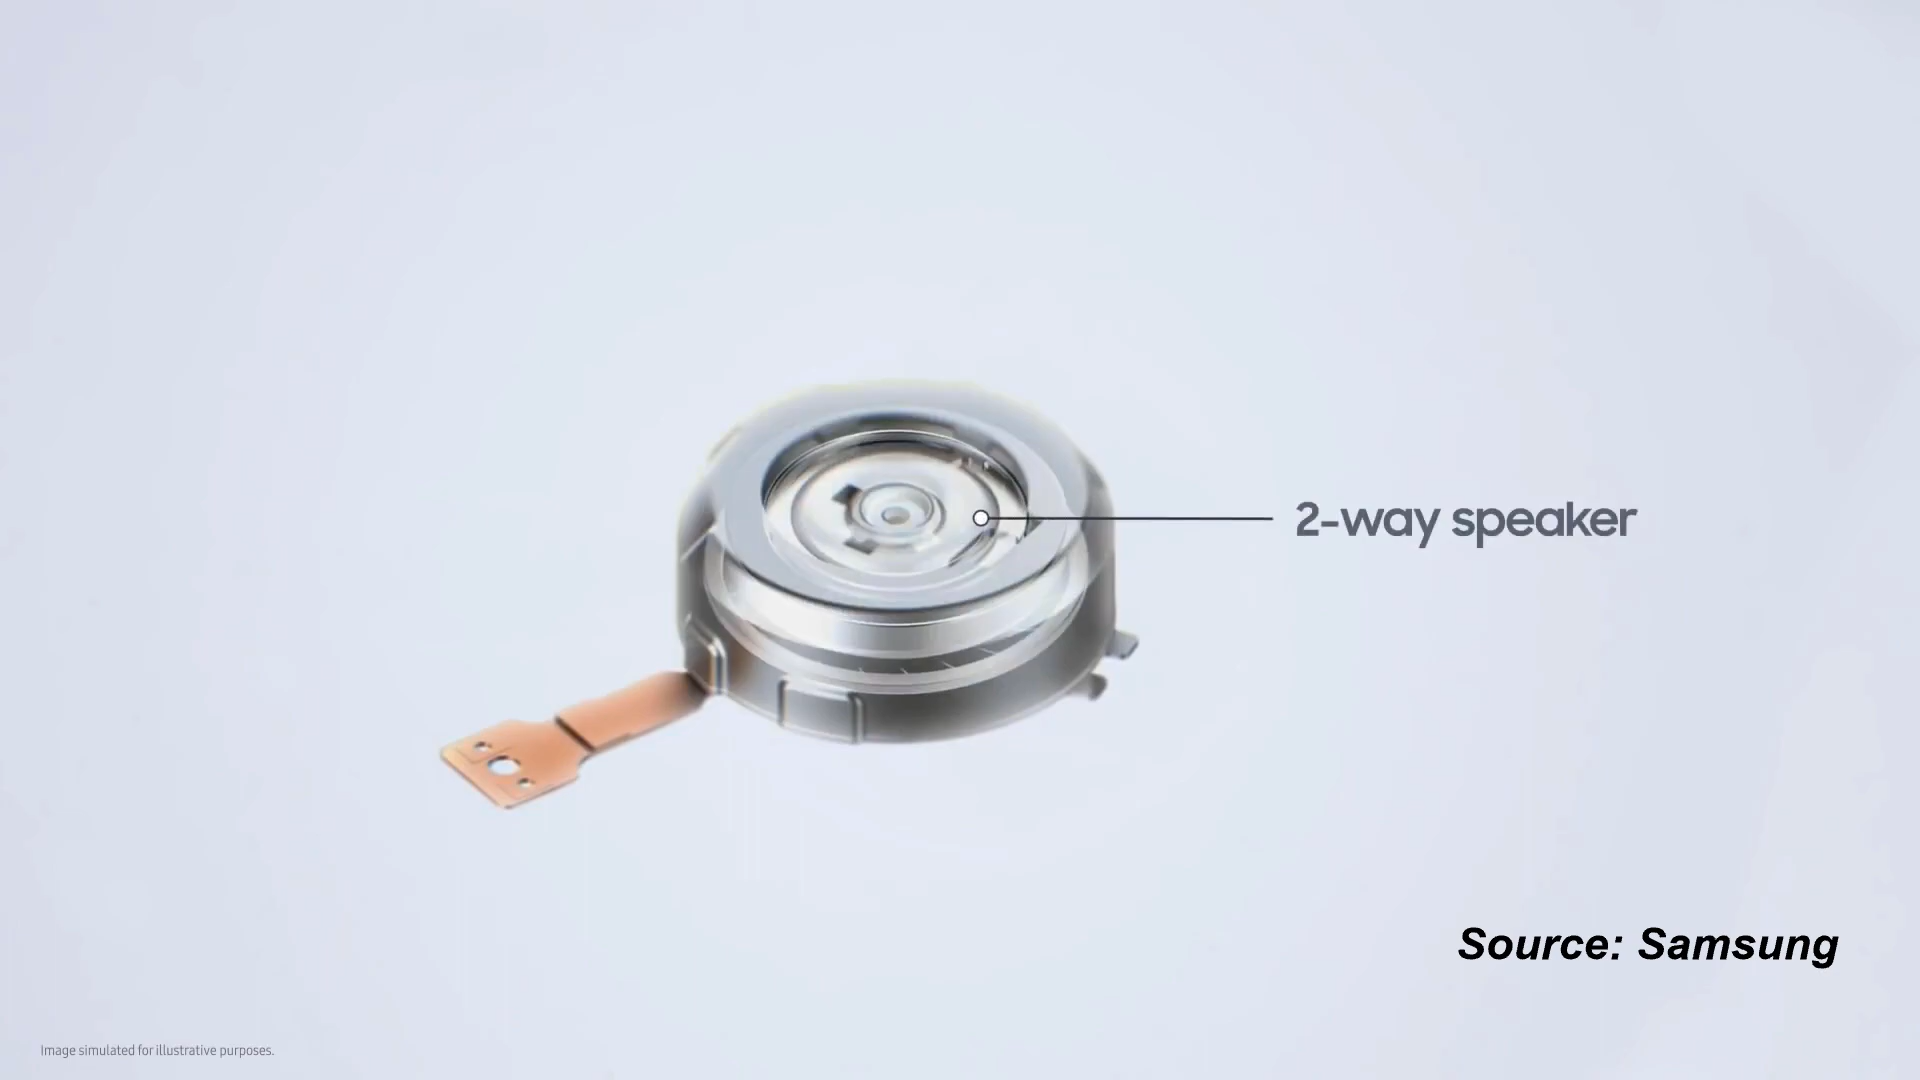 2-way speaker
Source: Samsung
Image simulated for illustrative purposes.